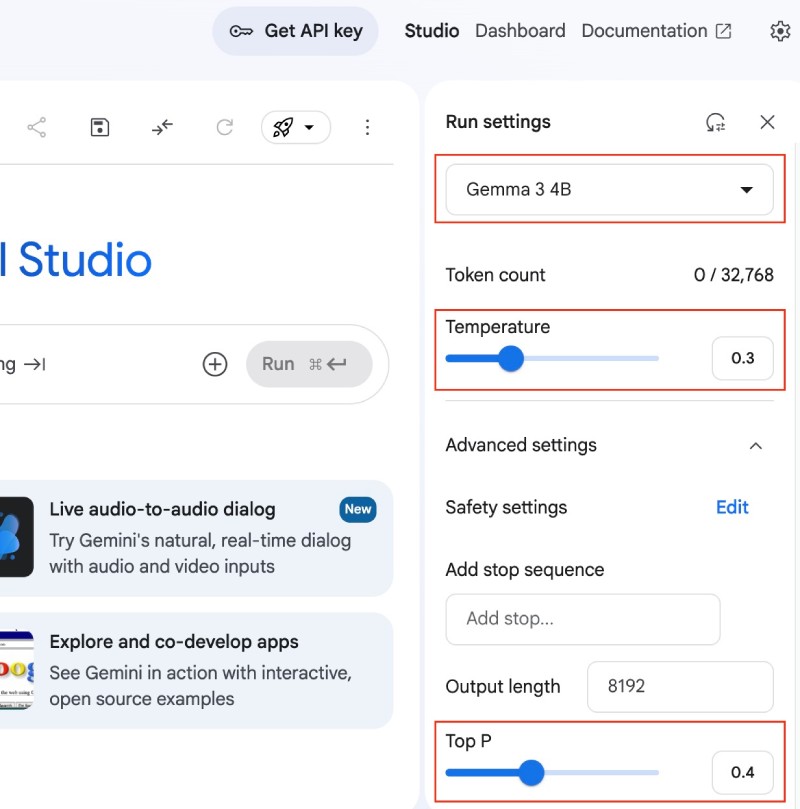 Get API key
Studio
Dashboard
Documentation
Run settings
Gemma 3 4B
Token count
0 / 32,768
Temperature
0.3
Advanced settings
Safety settings
Edit
Add stop sequence
Add stop...
Output length
8192
Top P
0.4
l Studio
ng
Run ⌘
Live audio-to-audio dialog
New
Try Gemini's natural, real-time dialog
with audio and video inputs
Explore and co-develop apps
See Gemini in action with interactive,
open source examples